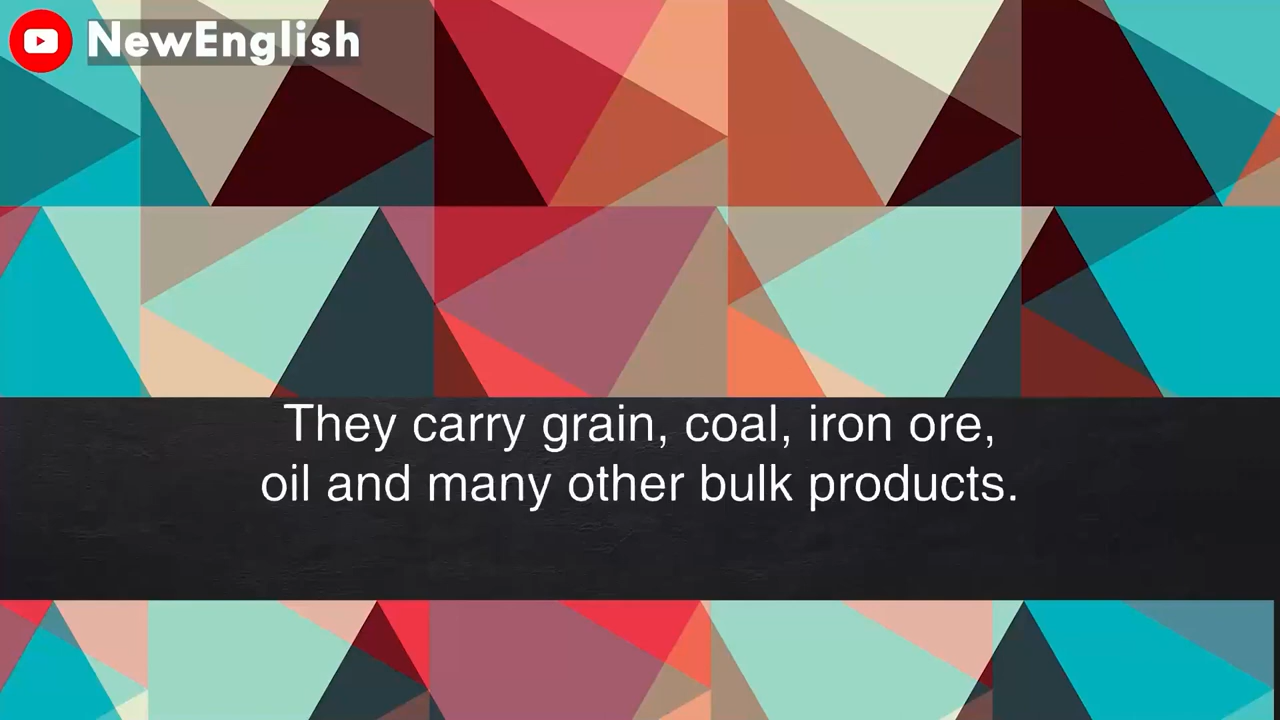 NewEnglish
They carry grain, coal, iron ore,
oil and many other bulk products.